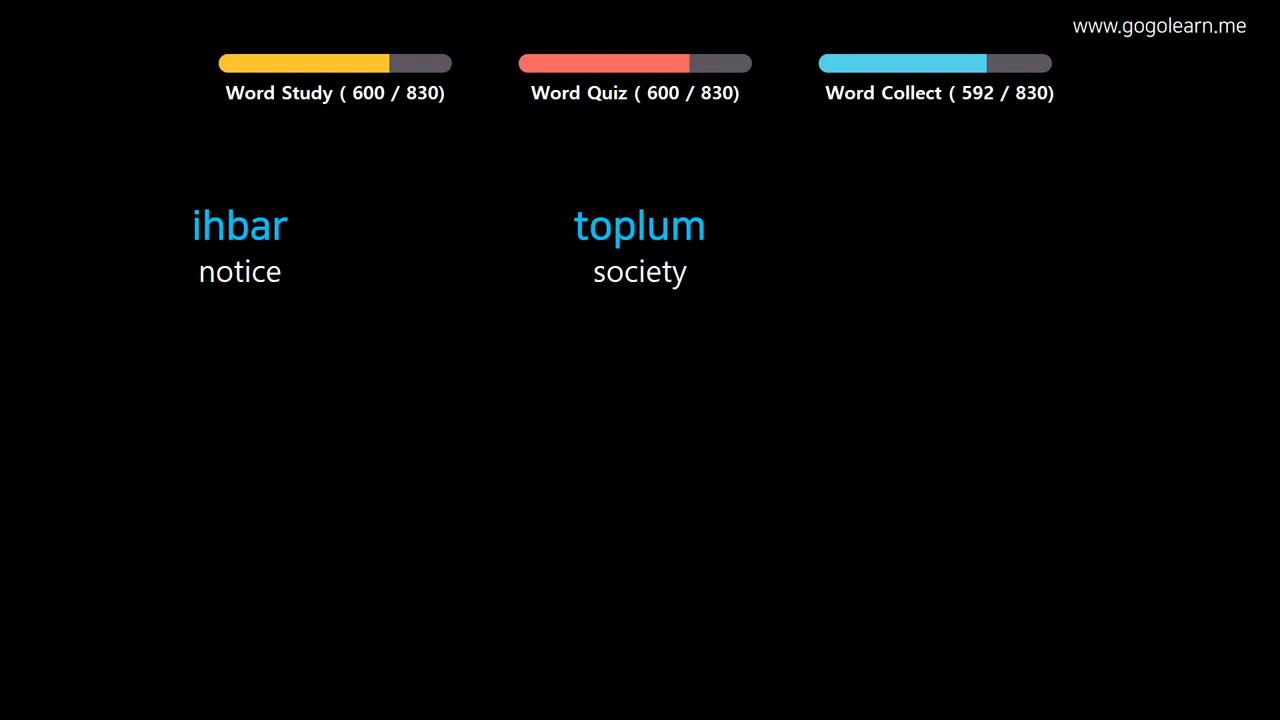 www.gogolearn.me
Word Study ( 600 / 830)
Word Quiz ( 600 / 830)
Word Collect ( 592 / 830)
ihbar
notice
toplum
society